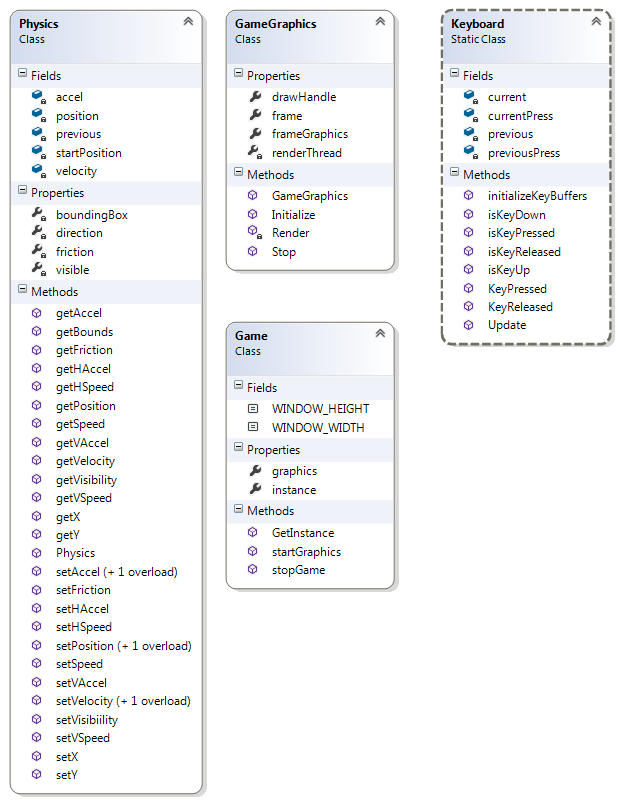 Physics
Class
Fields
accel
position
previous
startPosition
velocity
Properties
boundingBox
direction
friction
visible
Methods
getAccel
getBounds
getFriction
getHAccel
getHSpeed
getPosition
getSpeed
getVAccel
getVelocity
getVisibility
getVSpeed
getX
getY
Physics
setAccel (+ 1 overload)
setFriction
setHAccel
setHSpeed
setPosition (+ 1 overload)
setSpeed
setVAccel
setVelocity (+ 1 overload)
setVisibiility
setVSpeed
setX
setY
GameGraphics
Class
Properties
drawHandle
frame
frameGraphics
renderThread
Methods
GameGraphics
Initialize
Render
Stop
Game
Class
Fields
WINDOW_HEIGHT
WINDOW_WIDTH
Properties
graphics
instance
Methods
GetInstance
startGraphics
stopGame
Keyboard
Static Class
Fields
current
currentPress
previous
previousPress
Methods
initializeKeyBuffers
isKeyDown
isKeyPressed
isKeyReleased
isKeyUp
KeyPressed
KeyReleased
Update